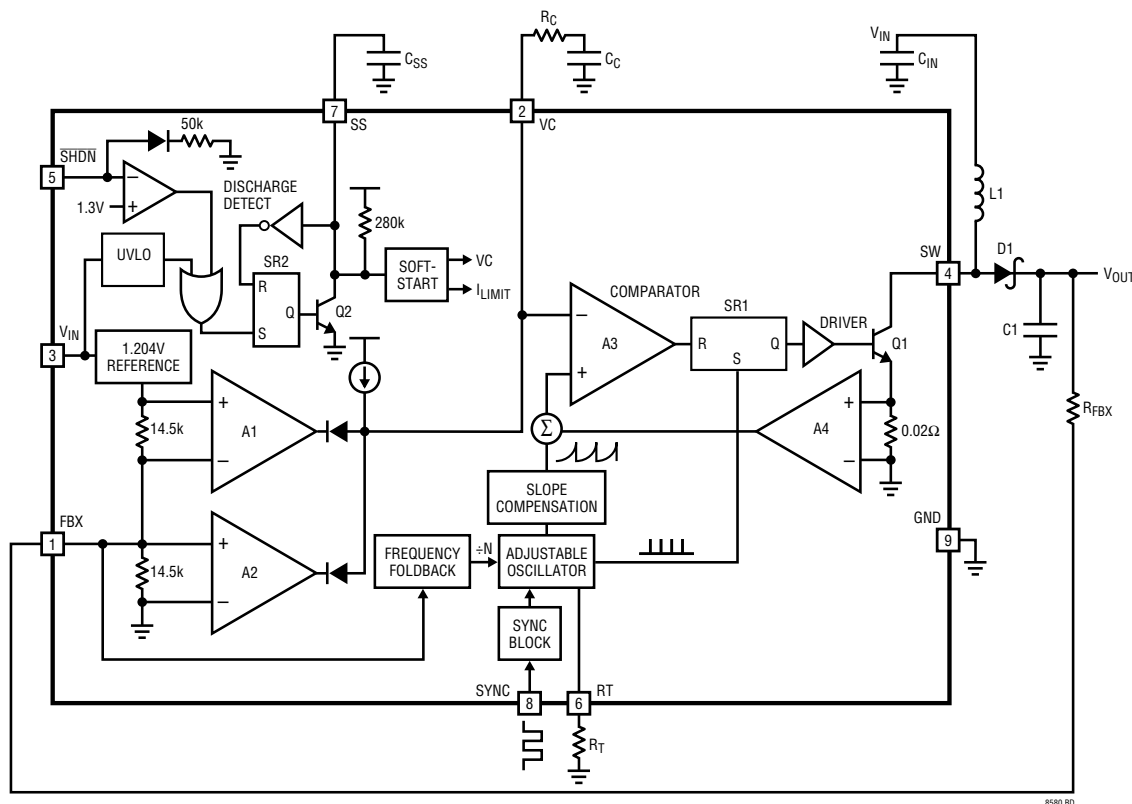 RC
CC
CSS
VIN
CIN
7
SS
2
VC
50k
SHDN
5
−
+
1.3V
DISCHARGE
DETECT
280k
L1
UVLO
SR2
R
Q
S
Q2
SOFT-
START
VC
ILIMIT
SW
4
D1
VOUT
COMPARATOR
SR1
−
A3
+
R
Q
S
DRIVER
Q1
C1
VIN
3
1.204V
REFERENCE
14.5k
+
A1
−
Σ
+
A4
−
0.02Ω
RFBX
SLOPE
COMPENSATION
FBX
1
14.5k
+
A2
−
FREQUENCY
FOLDBACK
÷N
ADJUSTABLE
OSCILLATOR
GND
9
SYNC
BLOCK
SYNC
8
6
RT
RT
8580 BD